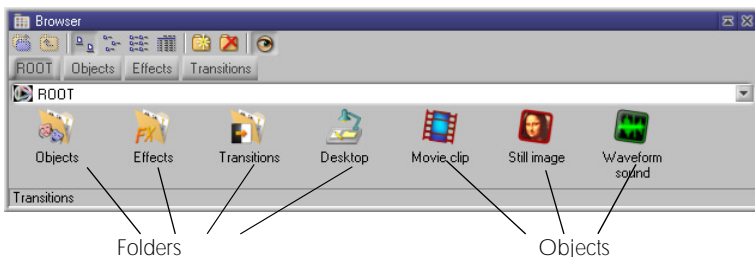 Browser
ROOT Objects Effects Transitions
ROOT
FX
Objects Effects Transitions Desktop Movie clip Still image Waveform
sound
Transitions
Folders Objects